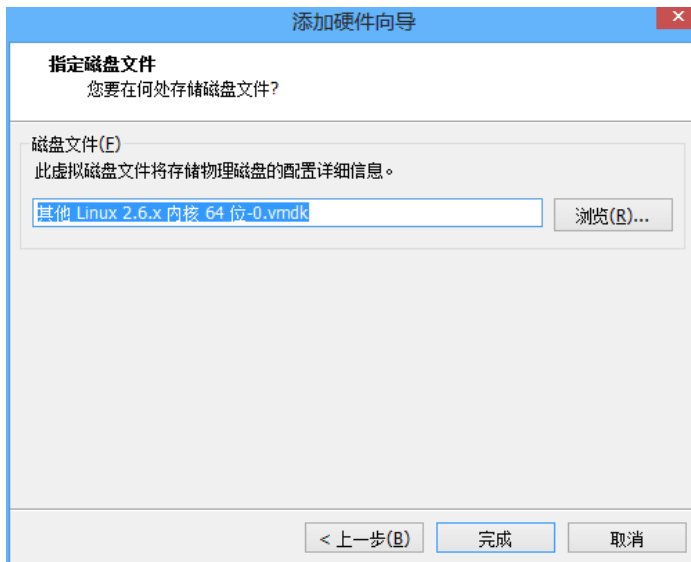 添加硬件向导
指定磁盘文件
您要在何处存储磁盘文件?
磁盘文件(F)
此虚拟磁盘文件将存储物理磁盘的配置详细信息。
其他 Linux 2.6.x 内核 64 位-0.vmdk
浏览(R)...
< 上一步(B)
完成
取消